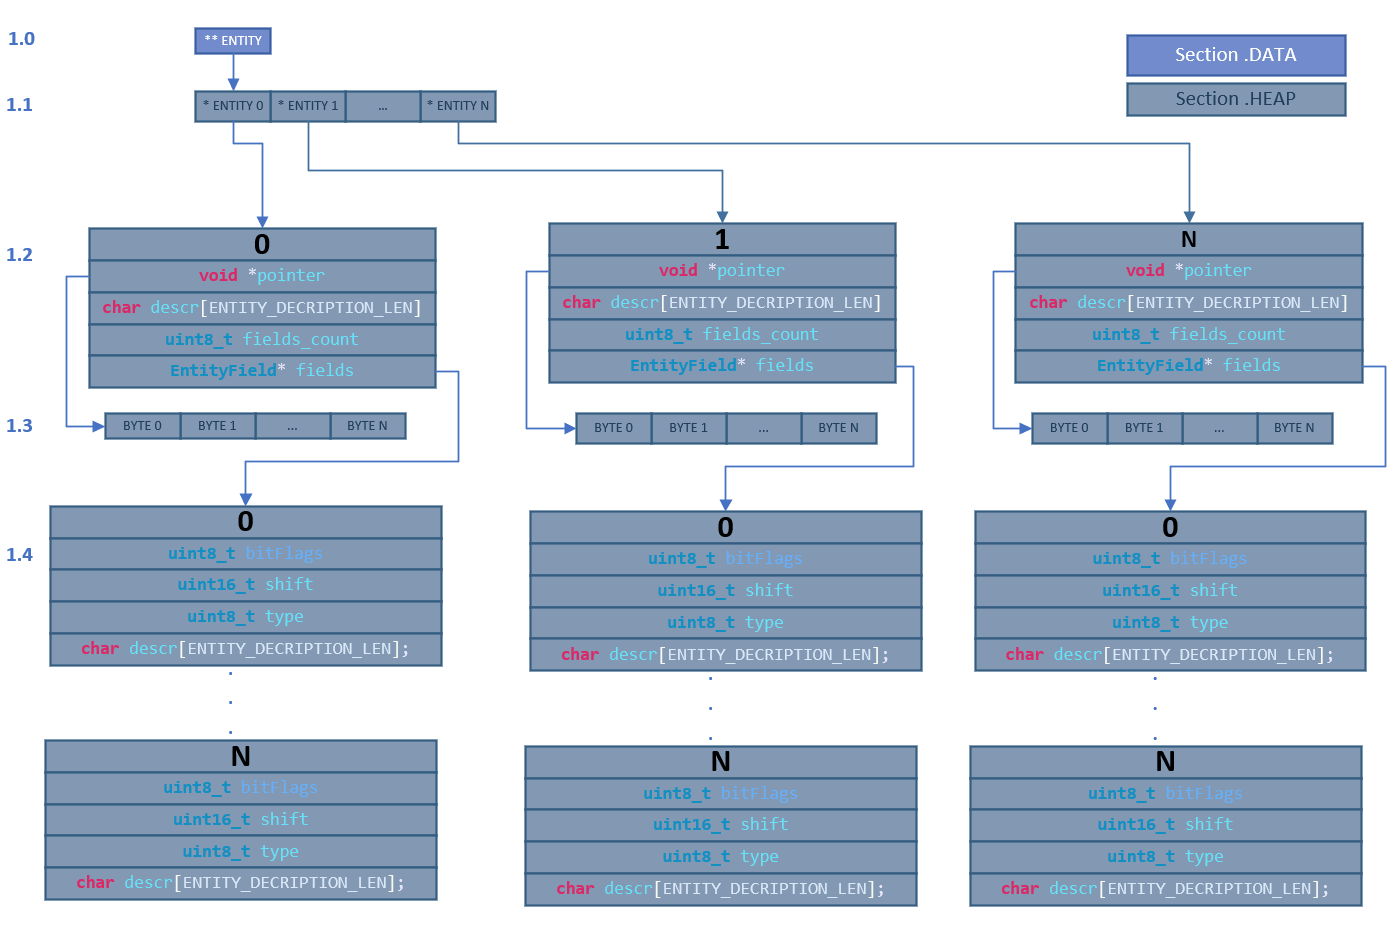 1.0
** ENTITY
Section .DATA
Section .HEAP
1.1
* ENTITY 0
* ENTITY 1
...
* ENTITY N
1.2
0
void *pointer
char descr[ENTITY_DECRIPTION_LEN]
uint8_t fields_count
EntityField* fields
1
void *pointer
char descr[ENTITY_DECRIPTION_LEN]
uint8_t fields_count
EntityField* fields
N
void *pointer
char descr[ENTITY_DECRIPTION_LEN]
uint8_t fields_count
EntityField* fields
1.3
BYTE 0
BYTE 1
...
BYTE N
BYTE 0
BYTE 1
...
BYTE N
BYTE 0
BYTE 1
...
BYTE N
1.4
0
uint8_t bitFlags
uint16_t shift
uint8_t type
char descr[ENTITY_DECRIPTION_LEN];
0
uint8_t bitFlags
uint16_t shift
uint8_t type
char descr[ENTITY_DECRIPTION_LEN];
0
uint8_t bitFlags
uint16_t shift
uint8_t type
char descr[ENTITY_DECRIPTION_LEN];
.
.
.
.
.
.
.
.
.
N
uint8_t bitFlags
uint16_t shift
uint8_t type
char descr[ENTITY_DECRIPTION_LEN];
N
uint8_t bitFlags
uint16_t shift
uint8_t type
char descr[ENTITY_DECRIPTION_LEN];
N
uint8_t bitFlags
uint16_t shift
uint8_t type
char descr[ENTITY_DECRIPTION_LEN];